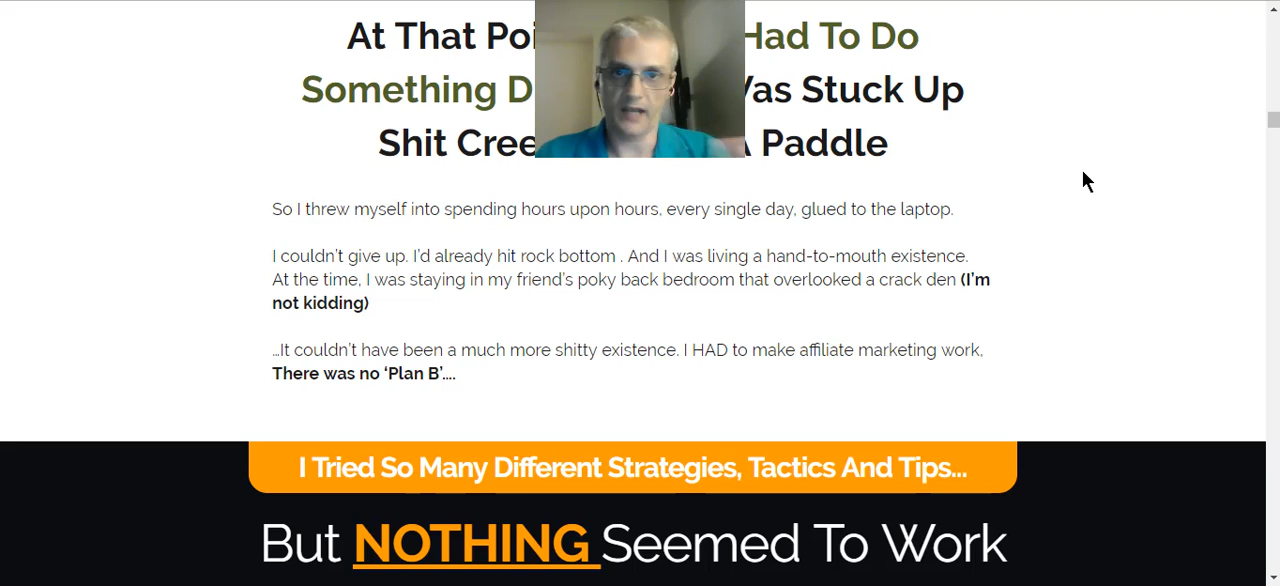 At That Poi Had To Do
Something D Was Stuck Up
Shit Cree A Paddle
So I threw myself into spending hours upon hours, every single day, glued to the laptop.
I couldn't give up. I'd already hit rock bottom . And I was living a hand-to-mouth existence.
At the time, I was staying in my friend's poky back bedroom that overlooked a crack den (I'm
not kidding)
…It couldn't have been a much more shitty existence. I HAD to make affiliate marketing work,
There was no ‘Plan B’….
I Tried So Many Different Strategies, Tactics And Tips...
But NOTHING Seemed To Work